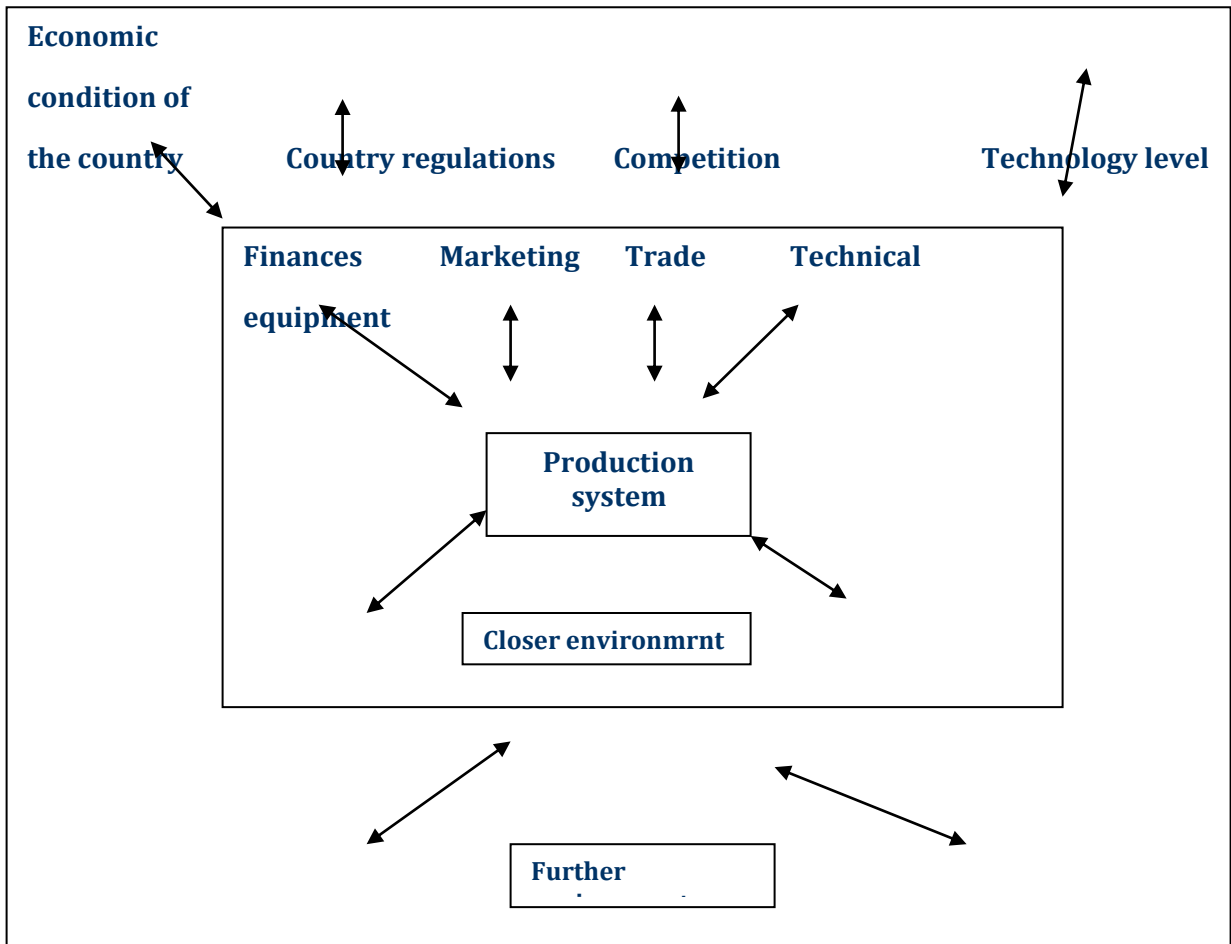 Economic
condition of
the country Country regulations Competition Technology level
Finances Marketing Trade Technical
equipment
Production
system
Closer environmrnt
Further